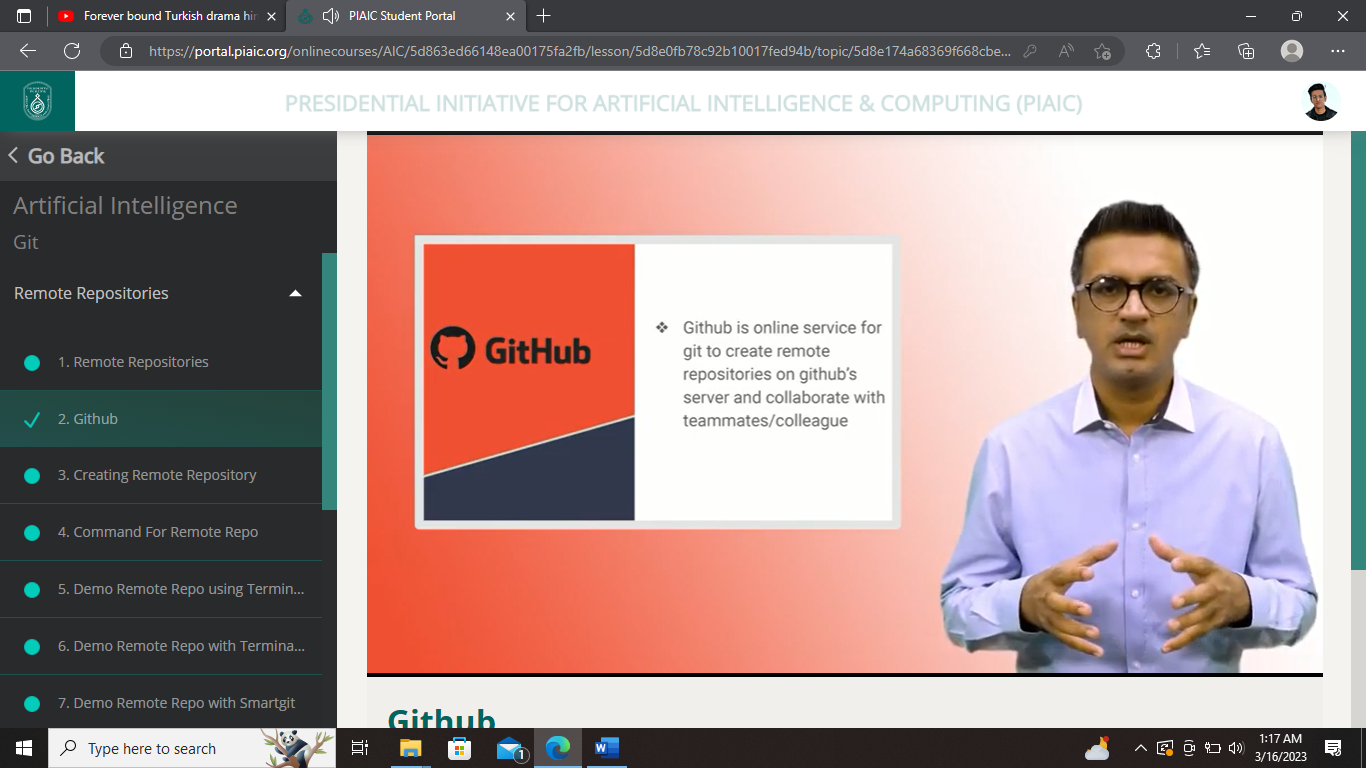 Forever bound Turkish drama hin
PIAIC Student Portal
https://portal.piaic.org/onlinecourses/AIC/5d863ed66148ea00175fa2fb/lesson/5d8e0fb78c92b10017fed94b/topic/5d8e174a68369f668cbe...
PRESIDENTIAL INITIATIVE FOR ARTIFICIAL INTELLIGENCE & COMPUTING (PIAIC)
Go Back
Artificial Intelligence
Git
Remote Repositories
1. Remote Repositories
2. Github
3. Creating Remote Repository
4. Command For Remote Repo
5. Demo Remote Repo using Termin...
6. Demo Remote Repo with Termina...
7. Demo Remote Repo with Smartgit
GitHub
❖ Github is online service for
git to create remote
repositories on github's
server and collaborate with
teammates/colleague
Github
Type here to search
1
W
1:17 AM
3/16/2023